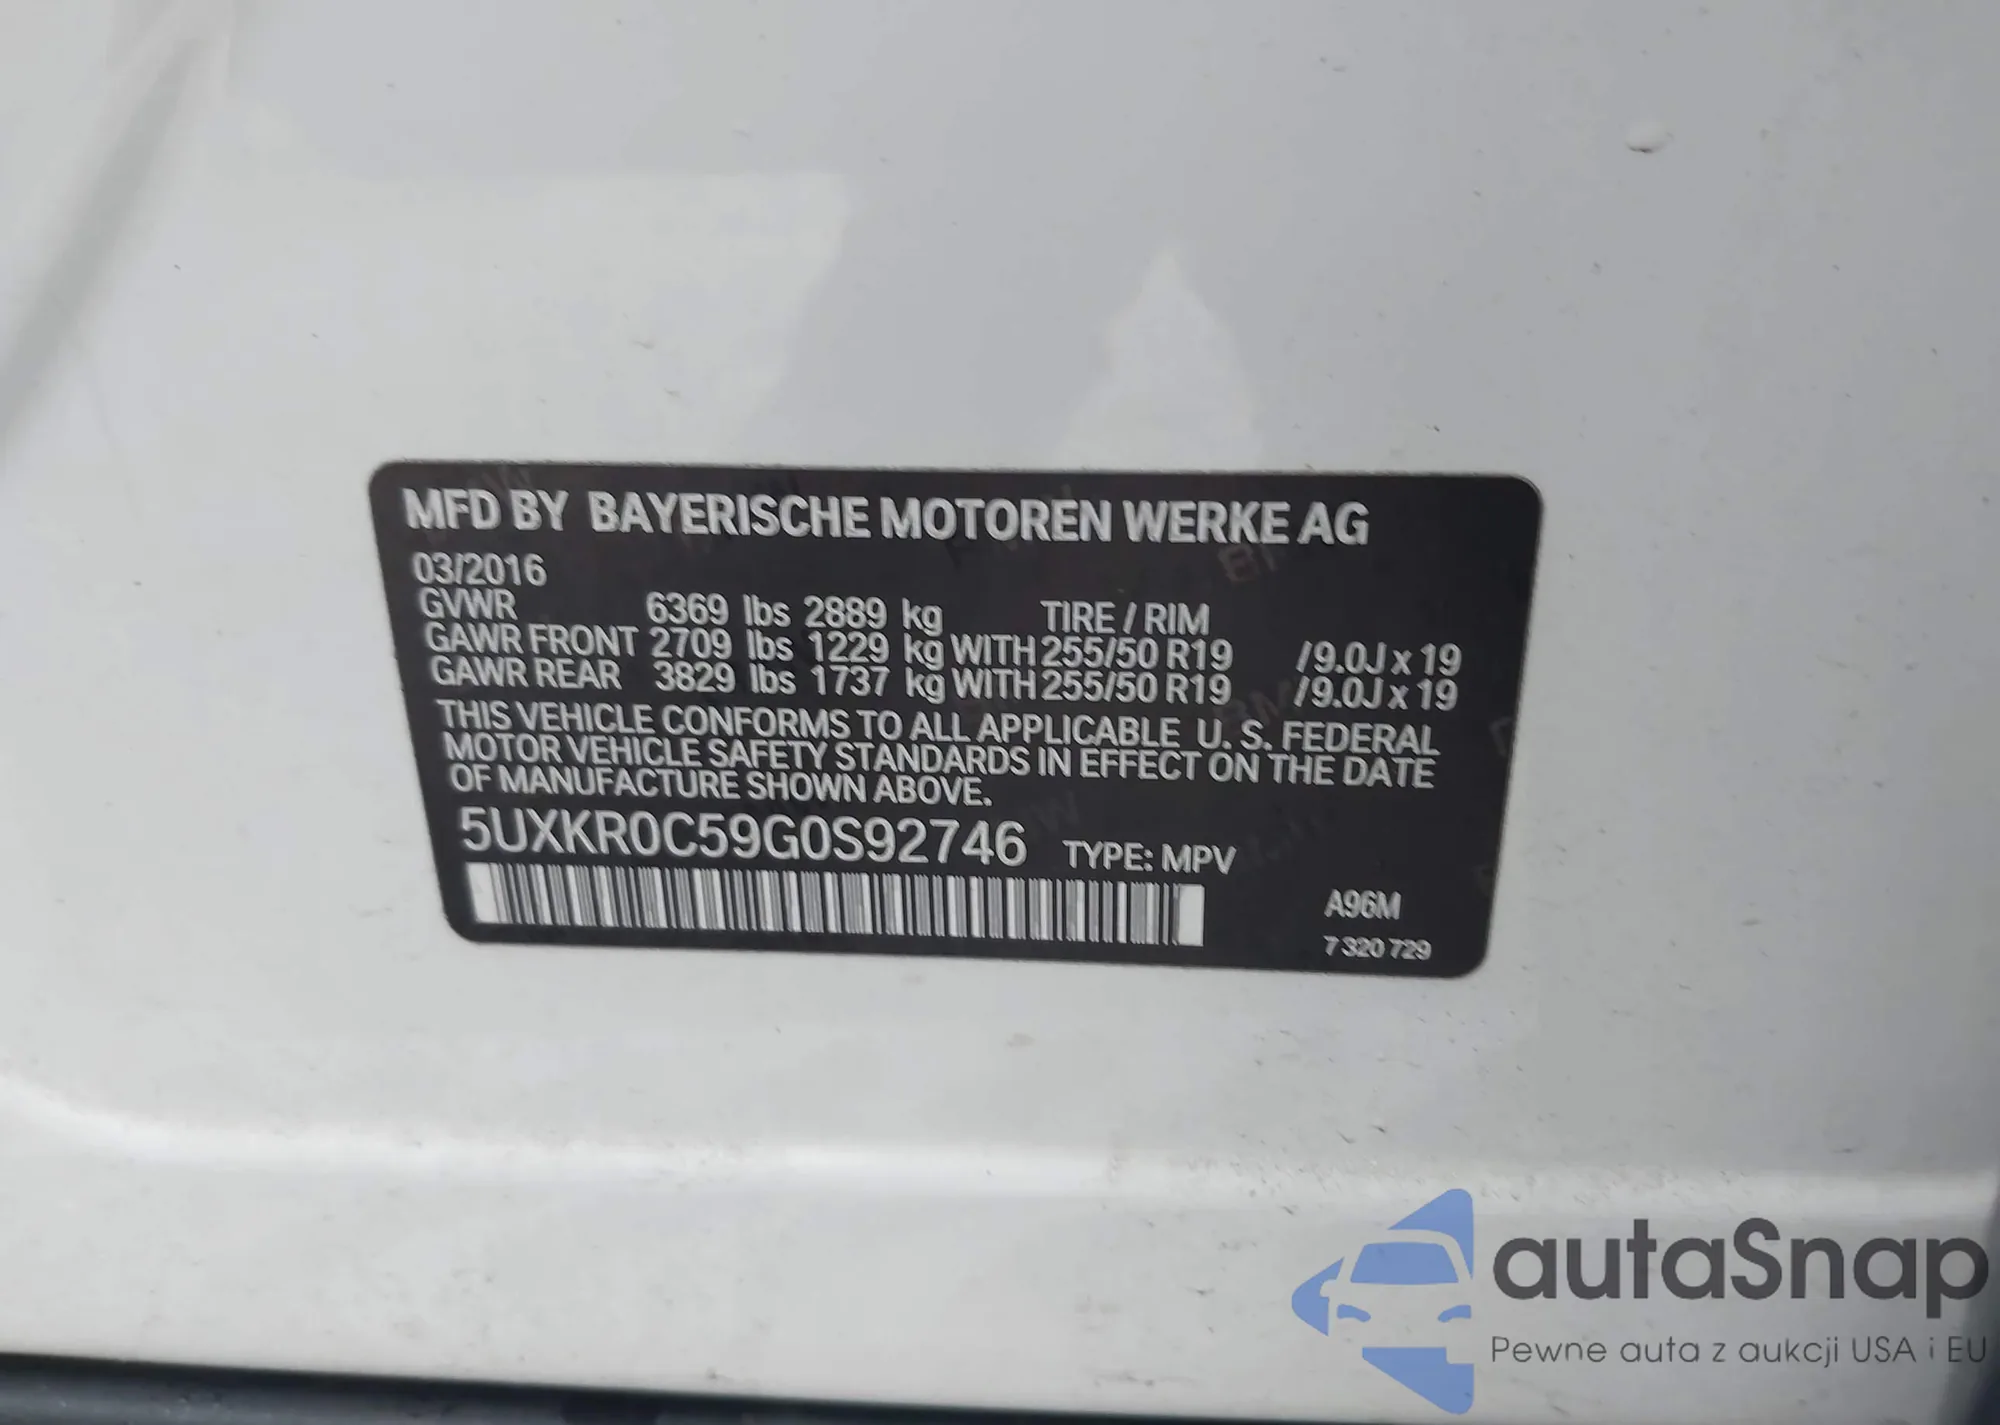 MFD BY BAYERISCHE MOTOREN WERKE AG
03/2016
GVWR 6369 lbs 2889 kg TIRE / RIM
GAWR FRONT 2709 lbs 1229 kg WITH 255/50 R19 /9.0J x 19
GAWR REAR 3829 lbs 1737 kg WITH 255/50 R19 /9.0J x 19
THIS VEHICLE CONFORMS TO ALL APPLICABLE U. S. FEDERAL
MOTOR VEHICLE SAFETY STANDARDS IN EFFECT ON THE DATE
OF MANUFACTURE SHOWN ABOVE.
5UXKR0C59G0S92746 TYPE: MPV
A96M
7 320 729
autaSnap
Pewne auta z aukcji USA i EU